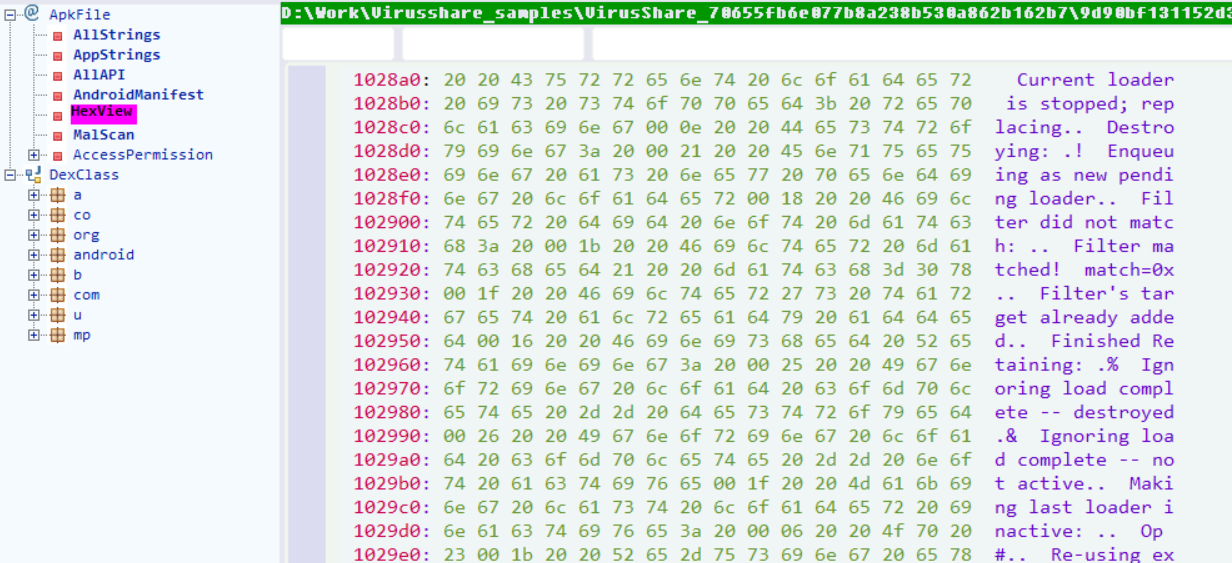 ApkFile
AllStrings
AppStrings
AllAPI
AndroidManifest
HexView
MalScan
AccessPermission
DexClass
a
co
org
android
b
com
u
mp
D:\Work\Virusshare_samples\VirusShare_70655fb6e077b8a238b530a862b162b7\9d90bf131152d3
1028a0: 20 20 43 75 72 72 65 6e 74 20 6c 6f 61 64 65 72 Current loader
1028b0: 20 69 73 20 73 74 6f 70 70 65 64 3b 20 72 65 70 is stopped; rep
1028c0: 6c 61 63 69 6e 67 00 0e 20 20 44 65 73 74 72 6f lacing.. Destro
1028d0: 79 69 6e 67 3a 20 00 21 20 20 45 6e 71 75 65 75 ying: .! Enqueu
1028e0: 69 6e 67 20 61 73 20 6e 65 77 20 70 65 6e 64 69 ing as new pendi
1028f0: 6e 67 20 6c 6f 61 64 65 72 00 18 20 20 46 69 6c ng loader.. Fil
102900: 74 65 72 20 64 69 64 20 6e 6f 74 20 6d 61 74 63 ter did not matc
102910: 68 3a 20 00 1b 20 20 46 69 6c 74 65 72 20 6d 61 h: .. Filter ma
102920: 74 63 68 65 64 21 20 20 6d 61 74 63 68 3d 30 78 tched! match=0x
102930: 00 1f 20 20 46 69 6c 74 65 72 27 73 20 74 61 72 .. Filter's tar
102940: 67 65 74 20 61 6c 72 65 61 64 79 20 61 64 64 65 get already adde
102950: 64 00 16 20 20 46 69 6e 69 73 68 65 64 20 52 65 d.. Finished Re
102960: 74 61 69 6e 69 6e 67 3a 20 00 25 20 20 49 67 6e taining: .% Ign
102970: 6f 72 69 6e 67 20 6c 6f 61 64 20 63 6f 6d 70 6c oring load compl
102980: 65 74 65 20 2d 2d 20 64 65 73 74 72 6f 79 65 64 ete -- destroyed
102990: 00 26 20 20 49 67 6e 6f 72 69 6e 67 20 6c 6f 61 .& Ignoring loa
1029a0: 64 20 63 6f 6d 70 6c 65 74 65 20 2d 2d 20 6e 6f d complete -- no
1029b0: 74 20 61 63 74 69 76 65 00 1f 20 20 4d 61 6b 69 t active.. Maki
1029c0: 6e 67 20 6c 61 73 74 20 6c 6f 61 64 65 72 20 69 ng last loader i
1029d0: 6e 61 63 74 69 76 65 3a 20 00 06 20 20 4f 70 20 nactive: .. Op
1029e0: 23 00 1b 20 20 52 65 2d 75 73 69 6e 67 20 65 78 #.. Re-using ex